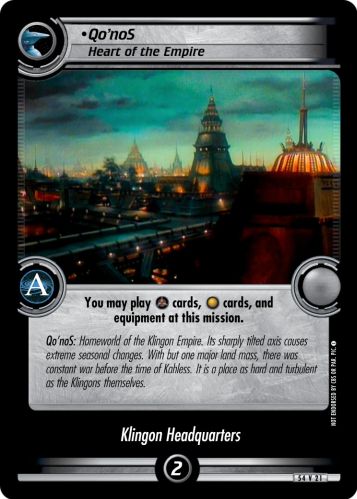 •Qo'noS
Heart of the Empire
A
You may play cards, cards, and
equipment at this mission.
Qo'noS: Homeworld of the Klingon Empire. Its sharply tilted axis causes
extreme seasonal changes. With but one major land mass, there was
constant war before the time of Kahless. It is a place as hard and turbulent
as the Klingons themselves.
NOT ENDORSED BY CBS OR PAR. PIC.
Klingon Headquarters
2
54 V 21